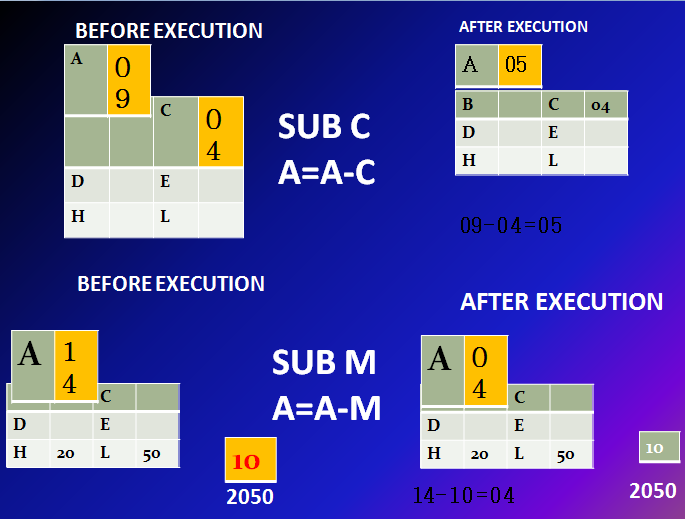 BEFORE EXECUTION
A 0
9
C 0
4
D E
H L
SUB C
A=A-C
AFTER EXECUTION
A 05
B C 04
D E
H L
09-04=05
BEFORE EXECUTION
A 1
4
C
D E
H 20 L 50
10
2050
SUB M
A=A-M
AFTER EXECUTION
A 0
4
C
D E
H 20 L 50
10
2050
14-10=04